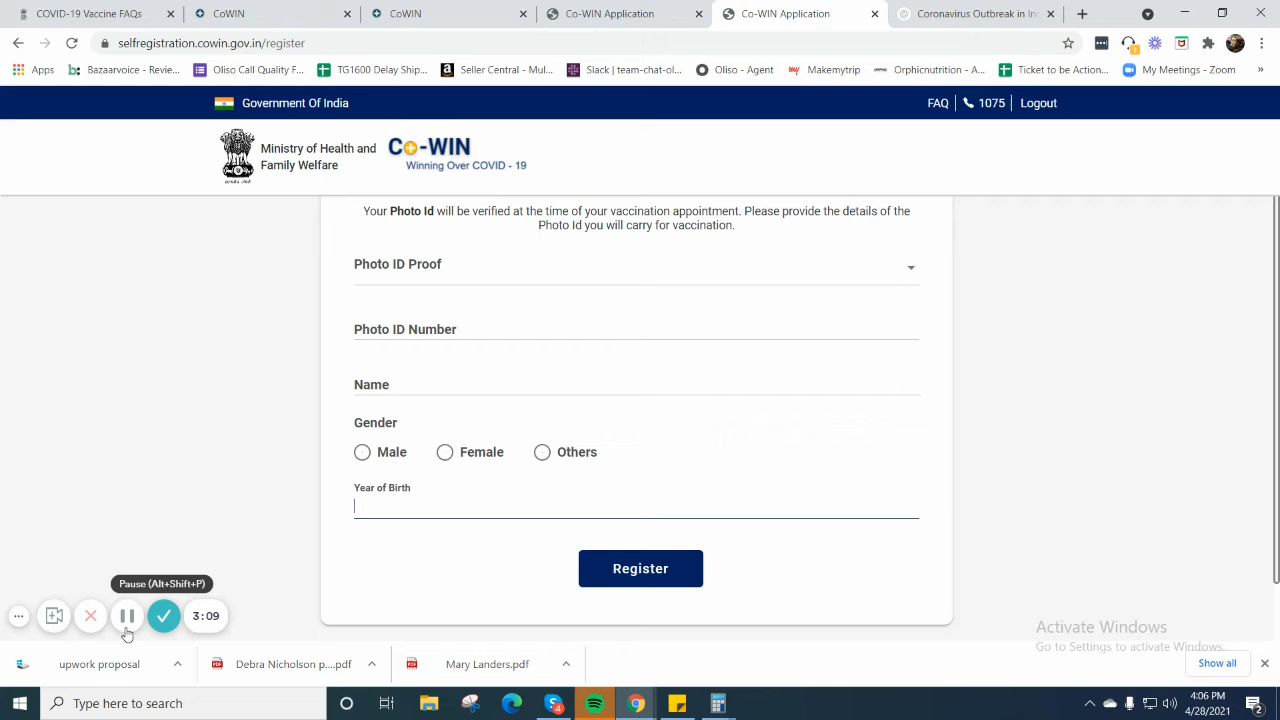 COVID-19 Vaccine FAQs
CoWIN
CoWIN
Co-WIN Application
Co-WIN Application
Coronavirus Outbreak in In
selfregistration.cowin.gov.in/register
Apps
Bazaarvoice - Revie...
Oliso Call Quality F...
TG1600 Delay Ship...
Seller Central - Mul...
Slack | team-chat-ol...
Oliso - Agent
Makemytrip
Orphicnutrition - A...
Ticket to be Action...
My Meetings - Zoom
»
Government Of India
FAQ
1075
Logout
Ministry of Health and
Family Welfare
Co-WIN
Winning Over COVID - 19
Your Photo Id will be verified at the time of your vaccination appointment. Please provide the details of the
Photo Id you will carry for vaccination.
Photo ID Proof
Photo ID Number
Name
Gender
Male
Female
Others
Year of Birth
Register
Pause (Alt+Shift+P)
3:09
Activate Windows
Go to Settings to activate Windows.
upwork proposal
Debra Nicholson p....pdf
Mary Landers.pdf
Show all
Type here to search
4:06 PM
4/28/2021
2